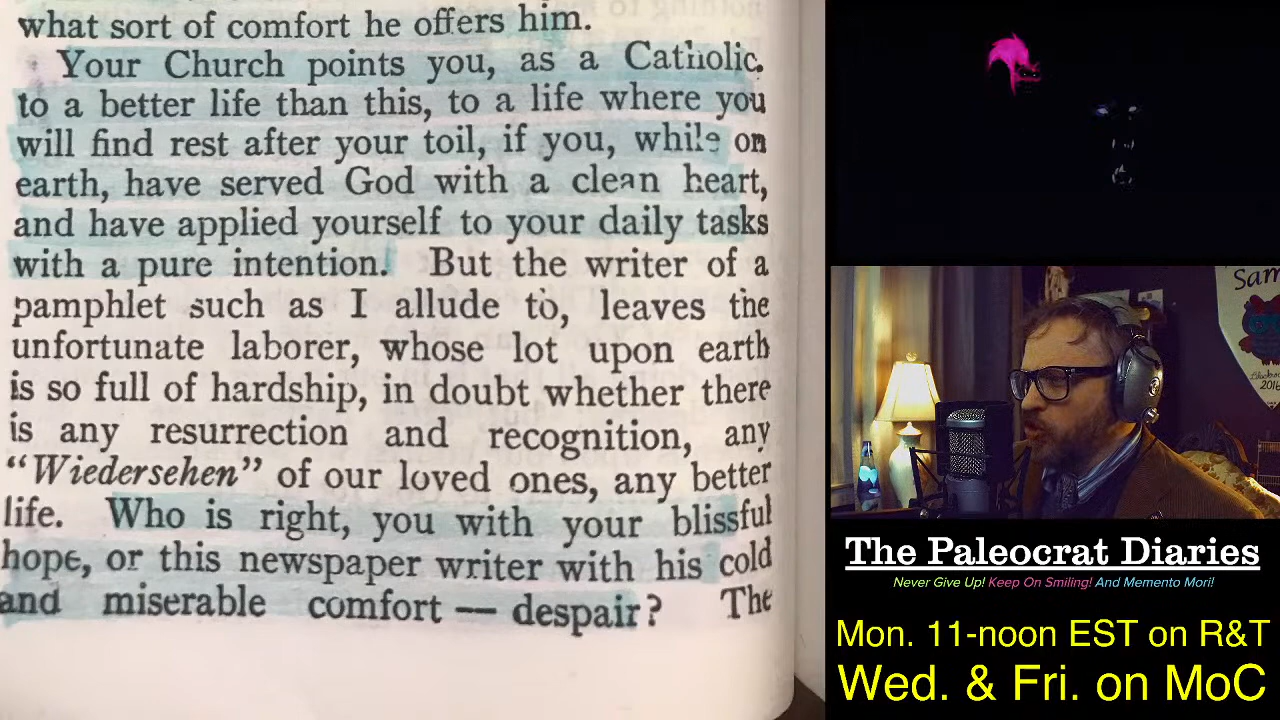 what sort of comfort he offers him.
Your Church points you, as a Catholic.
to a better life than this, to a life where you
will find rest after your toil, if you, while on
earth, have served God with a clean heart,
and have applied yourself to your daily tasks
with a pure intention. But the writer of a
pamphlet such as I allude to, leaves the
unfortunate laborer, whose lot upon earth
is so full of hardship, in doubt whether there
is any resurrection and recognition, any
“Wiedersehen” of our loved ones, any better
life. Who is right, you with your blissful
hope, or this newspaper writer with his cold
and miserable comfort — despair? The
Sam
2016
The Paleocrat Diaries
Never Give Up! Keep On Smiling! And Memento Mori!
Mon. 11-noon EST on R&T
Wed. & Fri. on MoC